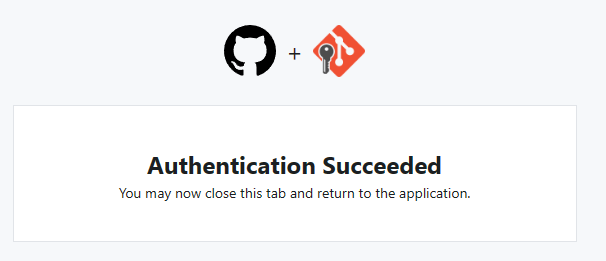 +
Authentication Succeeded
You may now close this tab and return to the application.